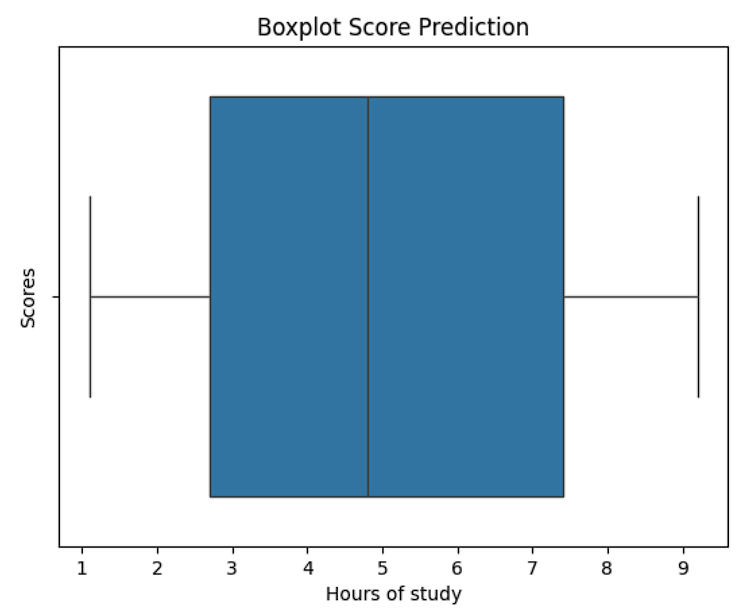 Boxplot Score Prediction
Scores
1 2 3 4 5 6 7 8 9
Hours of study